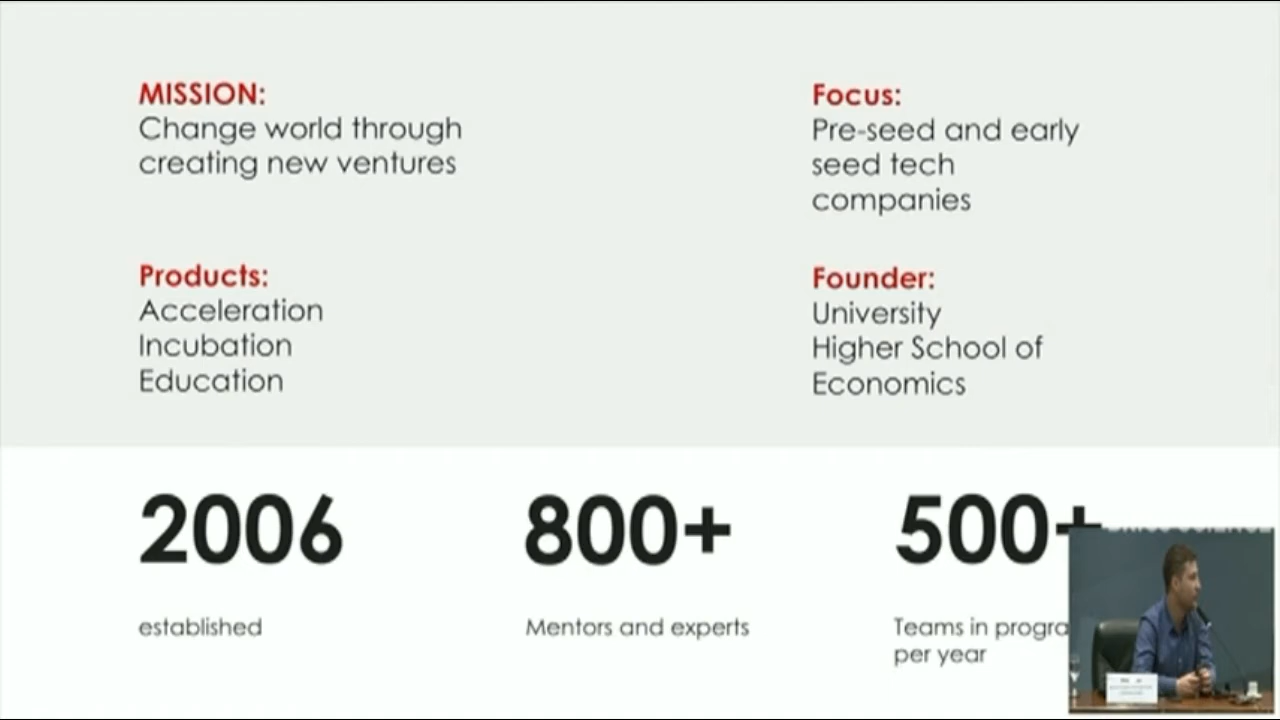 MISSION:
Change world through
creating new ventures
Focus:
Pre-seed and early
seed tech
companies
Products:
Acceleration
Incubation
Education
Founder:
University
Higher School of
Economics
2006
established
800+
Mentors and experts
500+
Teams in
per year